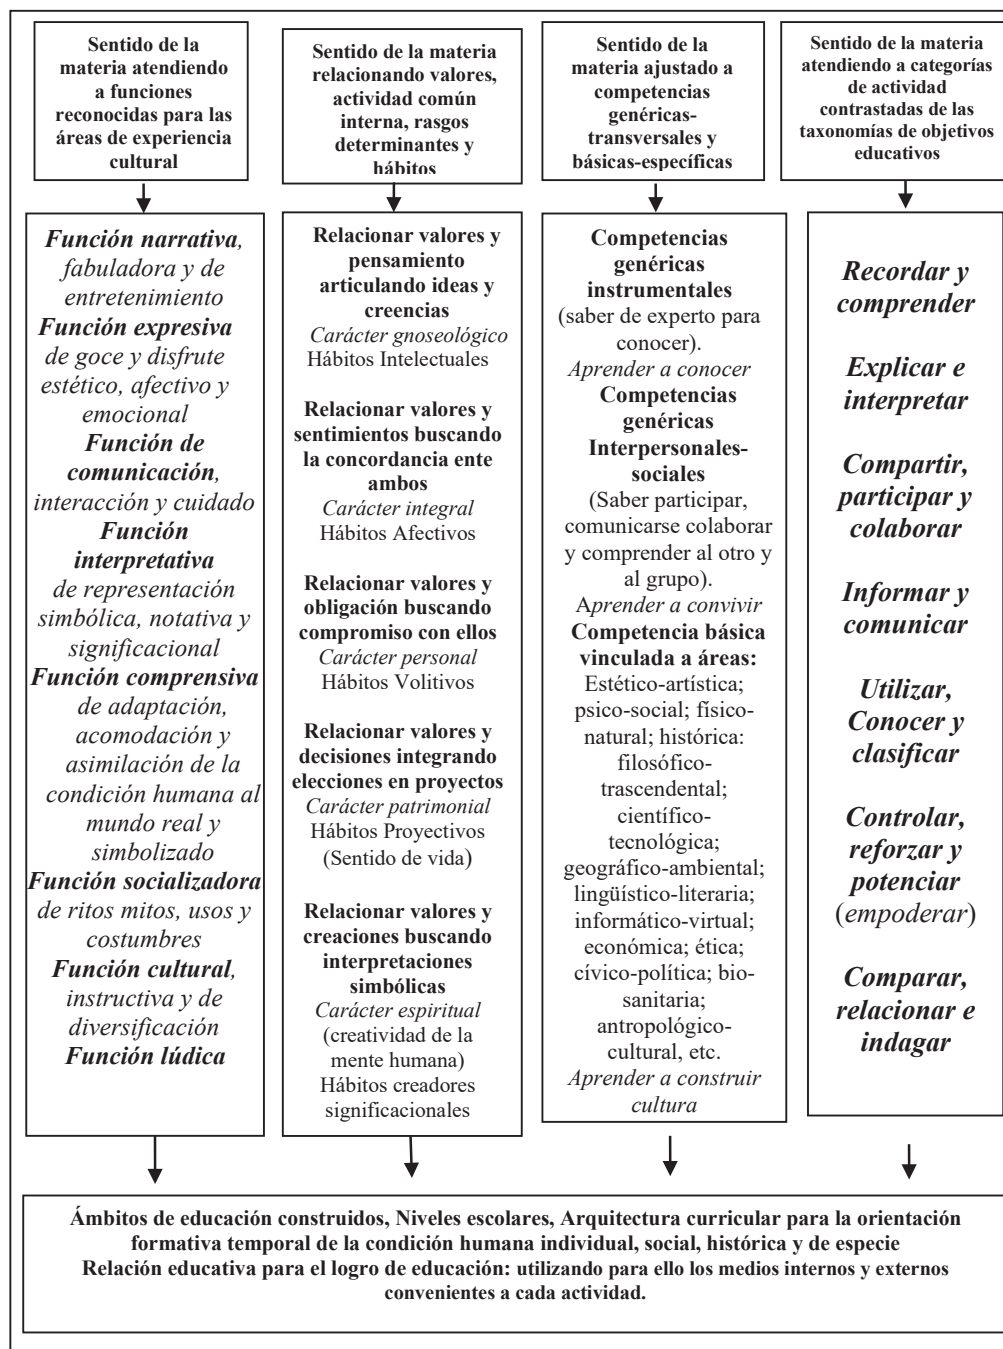 Sentido de la
materia atendiendo
a funciones
reconocidas para las
áreas de experiencia
cultural
Sentido de la materia
relacionando valores,
actividad común
interna, rasgos
determinantes y
hábitos
Sentido de la
materia ajustado a
competencias
genéricas-
transversales y
básicas-específicas
Sentido de la materia
atendiendo a categorías
de actividad
contrastadas de las
taxonomías de objetivos
educativos
Función narrativa,
fabuladora y de
entretenimiento
Función expresiva
de goce y disfrute
estético, afectivo y
emocional
Función de
comunicación,
interacción y cuidado
Función
interpretativa
de representación
simbólica, notativa y
significacional
Función comprensiva
de adaptación,
acomodación y
asimilación de la
condición humana al
mundo real y
simbolizado
Función socializadora
de ritos mitos, usos y
costumbres
Función cultural,
instructiva y de
diversificación
Función lúdica
Relacionar valores y
pensamiento
articulando ideas y
creencias
Carácter gnoseológico
Hábitos Intelectuales
Relacionar valores y
sentimientos buscando
la concordancia ente
ambos
Carácter integral
Hábitos Afectivos
Relacionar valores y
obligación buscando
compromiso con ellos
Carácter personal
Hábitos Volitivos
Relacionar valores y
decisiones integrando
elecciones en proyectos
Carácter patrimonial
Hábitos Proyectivos
(Sentido de vida)
Relacionar valores y
creaciones buscando
interpretaciones
simbólicas
Carácter espiritual
(creatividad de la
mente humana)
Hábitos creadores
significacionales
Competencias
genéricas
instrumentales
(saber de experto para
conocer).
Aprender a conocer
Competencias
genéricas
Interpersonales-
sociales
(Saber participar,
comunicarse colaborar
y comprender al otro y
al grupo).
Aprender a convivir
Competencia básica
vinculada a áreas:
Estético-artística;
psico-social; físico-
natural; histórica:
filosófico-
trascendental;
científico-
tecnológica;
geográfico-ambiental;
lingüístico-literaria;
informático-virtual;
económica; ética;
cívico-política; bio-
sanitaria;
antropológico-
cultural, etc.
Aprender a construir
cultura
Recordar y
comprender
Explicar e
interpretar
Compartir,
participar y
colaborar
Informar y
comunicar
Utilizar,
Conocer y
clasificar
Controlar,
reforzar y
potenciar
(empoderar)
Comparar,
relacionar e
indagar
Ámbitos de educación construidos, Niveles escolares, Arquitectura curricular para la orientación
formativa temporal de la condición humana individual, social, histórica y de especie
Relación educativa para el logro de educación: utilizando para ello los medios internos y externos
convenientes a cada actividad.